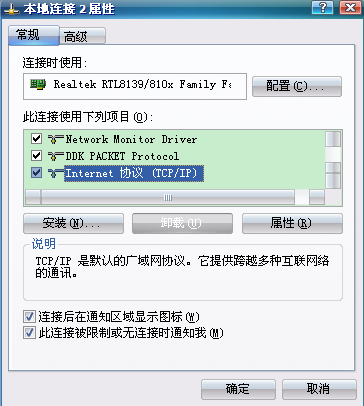 本地连接 2 属性
常规 高级
连接时使用:
Realtek RTL8139/810x Family Fa
配置(C)...
此连接使用下列项目(O):
Network Monitor Driver
DDK PACKET Protocol
Internet 协议 (TCP/IP)
安装(N)... 卸载(U) 属性(R)
说明
TCP/IP 是默认的广域网协议。它提供跨越多种互联网络
的通讯。
连接后在通知区域显示图标(W)
此连接被限制或无连接时通知我(M)
确定 取消